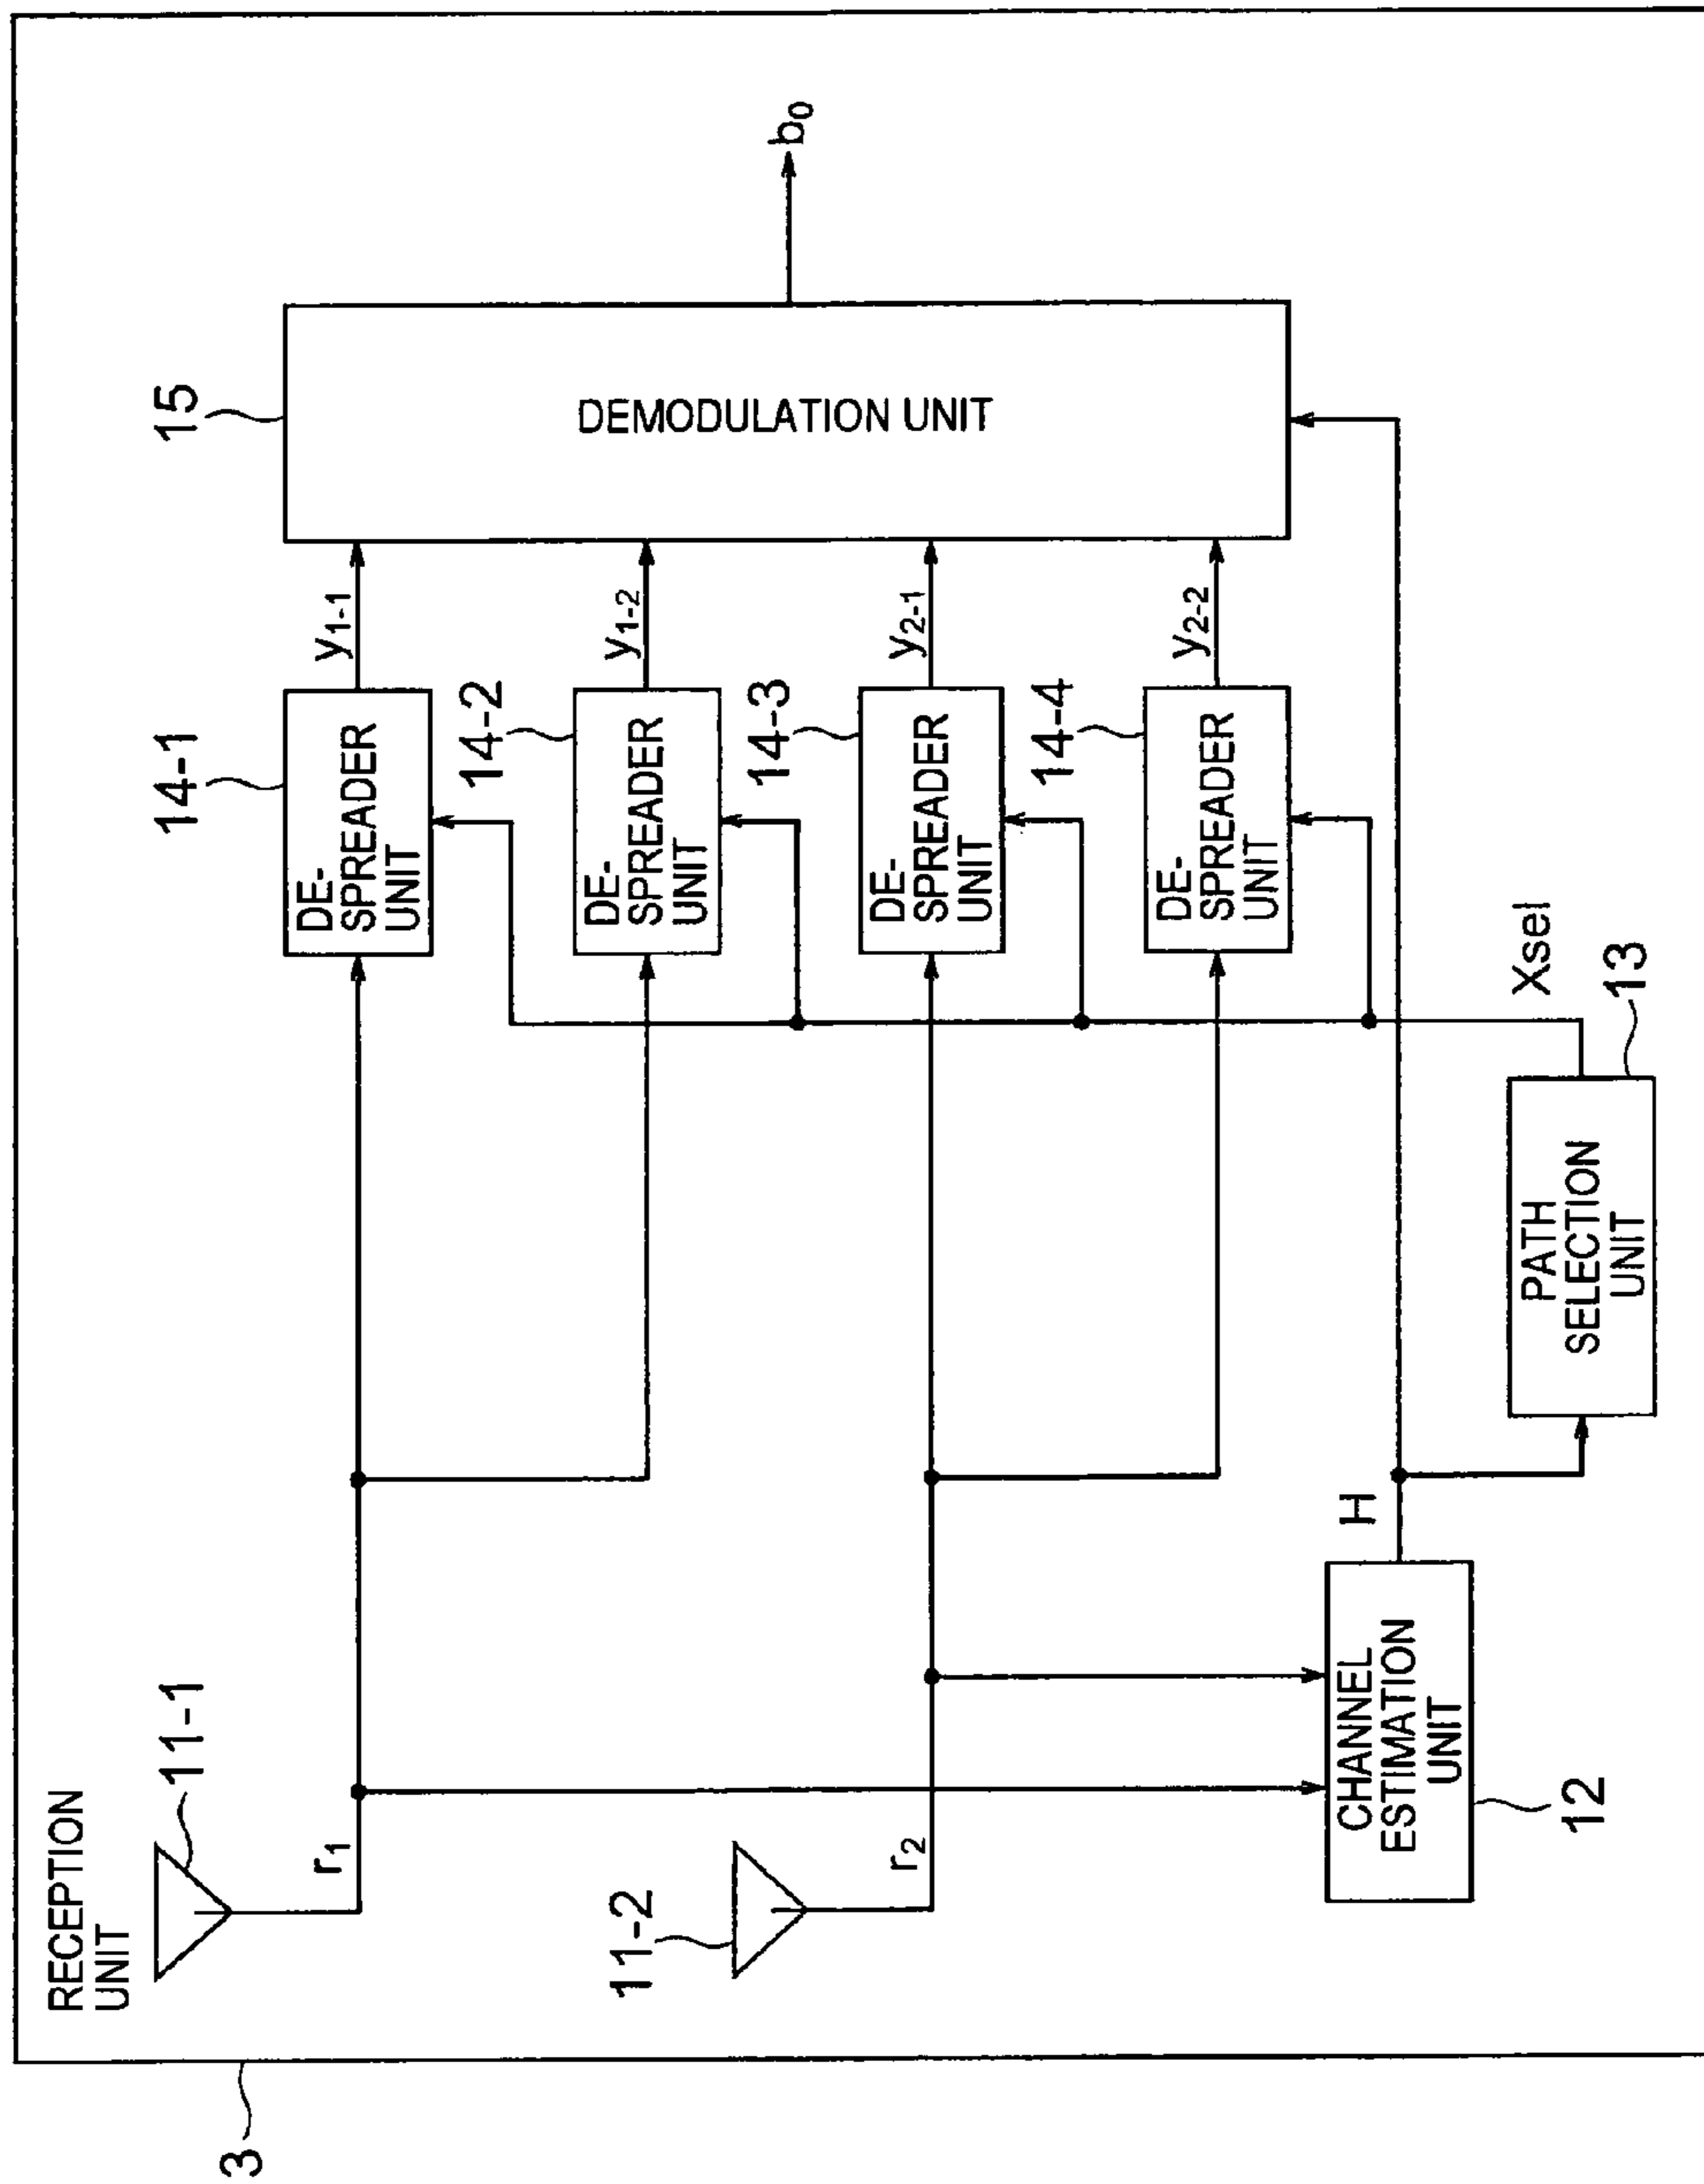 RECEPTION
UNIT
3
11-1
r1
11-2
r2
CHANNEL
ESTIMATION
UNIT
12
H
PATH
SELECTION
UNIT
13
Xsel
14-1
DE-
SPREADER
UNIT
y1-1
14-2
DE-
SPREADER
UNIT
y1-2
14-3
DE-
SPREADER
UNIT
y2-1
14-4
DE-
SPREADER
UNIT
y2-2
15
DEMODULATION UNIT
b0